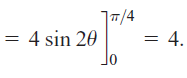 = 4 sin 2θ ]₀^{π/4} = 4.